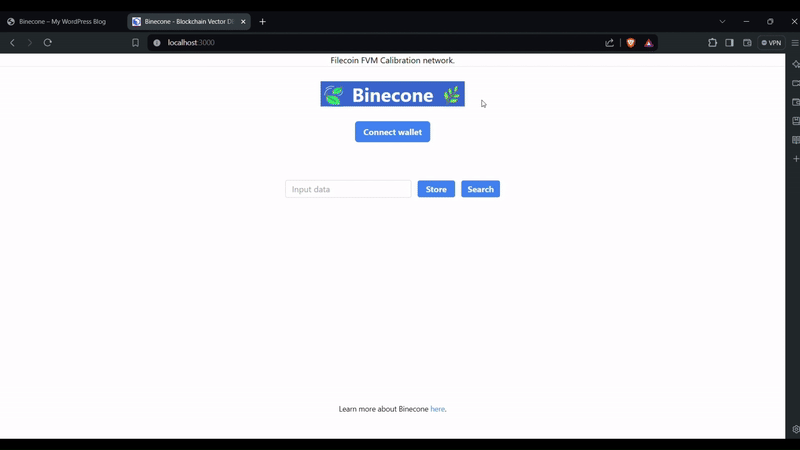 Binecone – My WordPress Blog
Binecone - Blockchain Vector DB
localhost:3000
VPN
Filecoin FVM Calibration network.
Binecone
Connect wallet
Input data
Store
Search
Learn more about Binecone here.